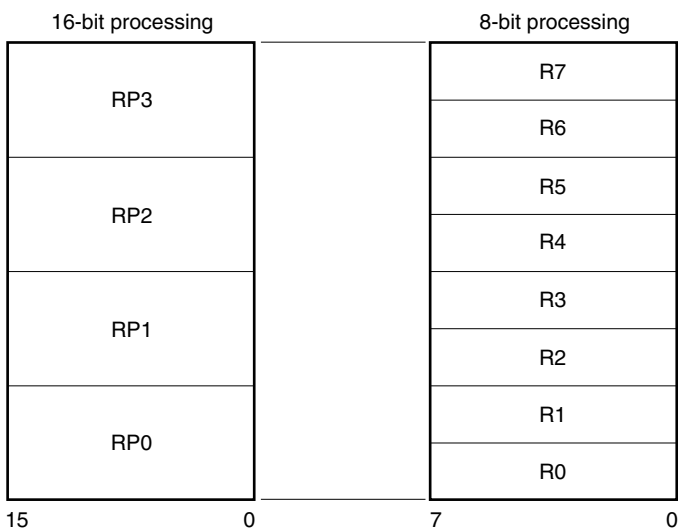 16-bit processing
8-bit processing
RP3
RP2
RP1
RP0
R7
R6
R5
R4
R3
R2
R1
R0
15 0 7 0